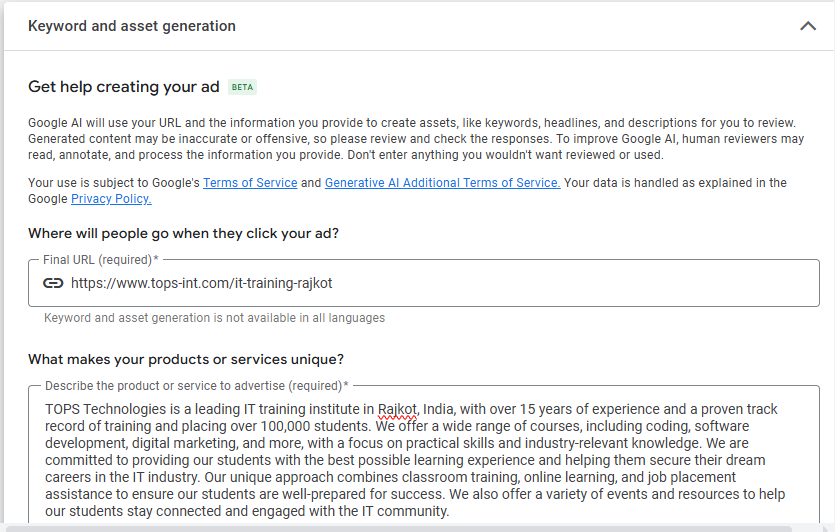 Keyword and asset generation
Get help creating your ad BETA
Google AI will use your URL and the information you provide to create assets, like keywords, headlines, and descriptions for you to review.
Generated content may be inaccurate or offensive, so please review and check the responses. To improve Google AI, human reviewers may
read, annotate, and process the information you provide. Don't enter anything you wouldn't want reviewed or used.
Your use is subject to Google's Terms of Service and Generative AI Additional Terms of Service. Your data is handled as explained in the
Google Privacy Policy.
Where will people go when they click your ad?
Final URL (required)*
https://www.tops-int.com/it-training-rajkot
Keyword and asset generation is not available in all languages
What makes your products or services unique?
Describe the product or service to advertise (required)*
TOPS Technologies is a leading IT training institute in Rajkot, India, with over 15 years of experience and a proven track
record of training and placing over 100,000 students. We offer a wide range of courses, including coding, software
development, digital marketing, and more, with a focus on practical skills and industry-relevant knowledge. We are
committed to providing our students with the best possible learning experience and helping them secure their dream
careers in the IT industry. Our unique approach combines classroom training, online learning, and job placement
assistance to ensure our students are well-prepared for success. We also offer a variety of events and resources to help
our students stay connected and engaged with the IT community.